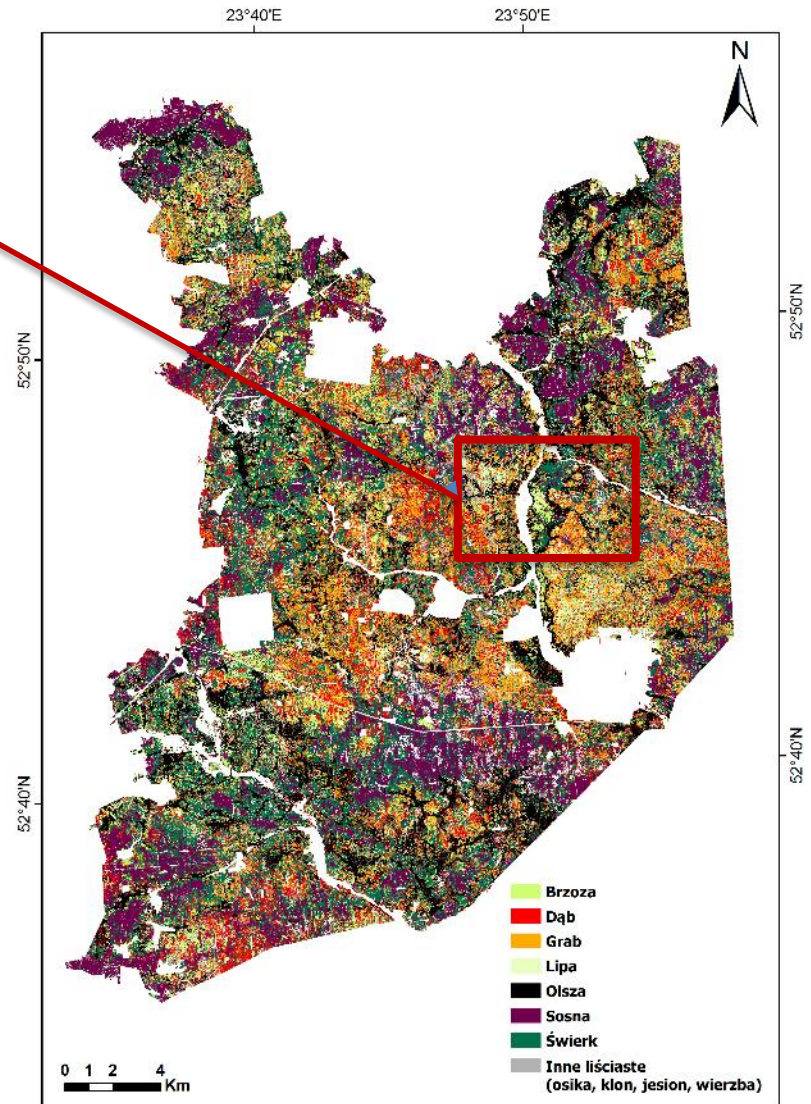 23°40'E 23°50'E
N
52°50'N
52°50'N
52°40'N
52°40'N
Brzoza
Dąb
Grab
Lipa
Olsza
Sosna
Świerk
Inne liściaste
(osika, klon, jesion, wierzba)
0 1 2 4
Km